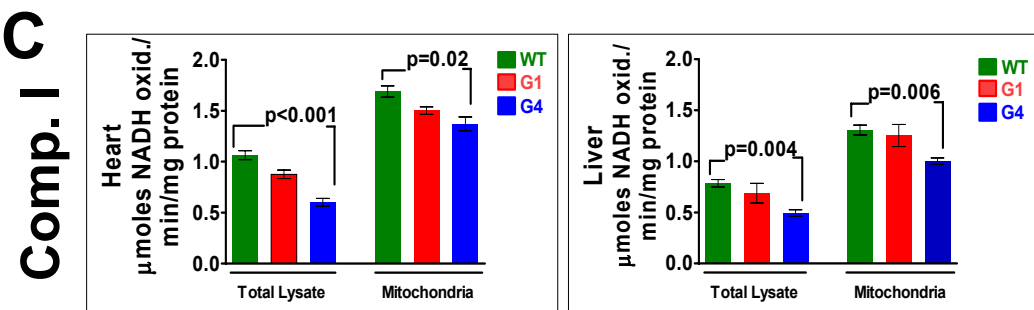 C
Comp. I
Heart
μmoles NADH oxid./
min/mg protein
2.0
1.5
1.0
0.5
0.0
p<0.001
p=0.02
WT
G1
G4
Total Lysate
Mitochondria
Liver
μmoles NADH oxid./
min/mg protein
2.0
1.5
1.0
0.5
0.0
p=0.004
p=0.006
WT
G1
G4
Total Lysate
Mitochondria